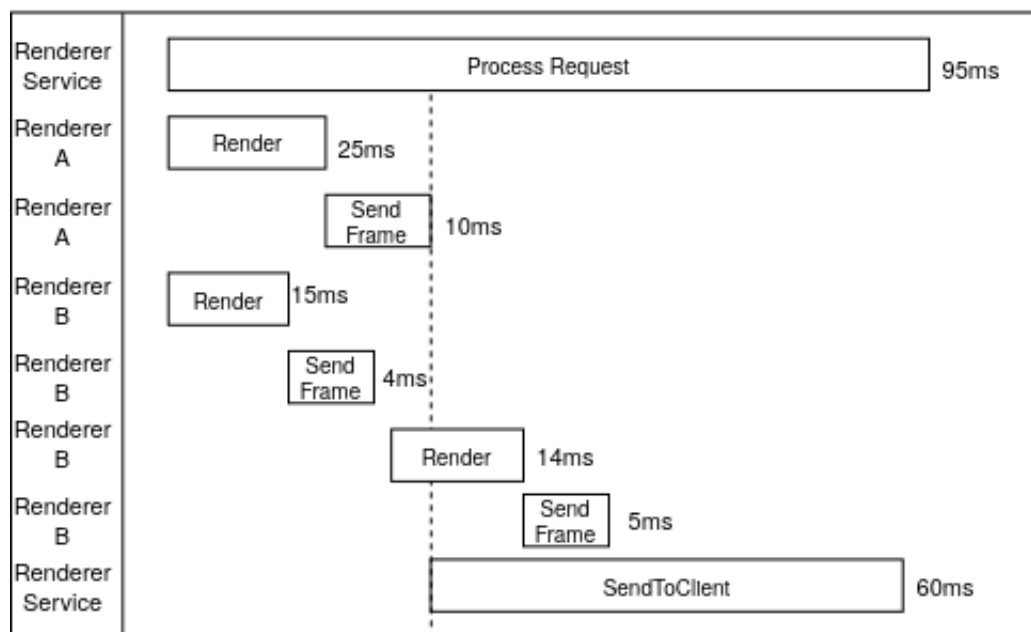 Renderer
Service
Process Request
95ms
Renderer
A
Render
25ms
Renderer
A
Send
Frame
10ms
Renderer
B
Render
15ms
Renderer
B
Send
Frame
4ms
Renderer
B
Render
14ms
Renderer
B
Send
Frame
5ms
Renderer
Service
SendToClient
60ms